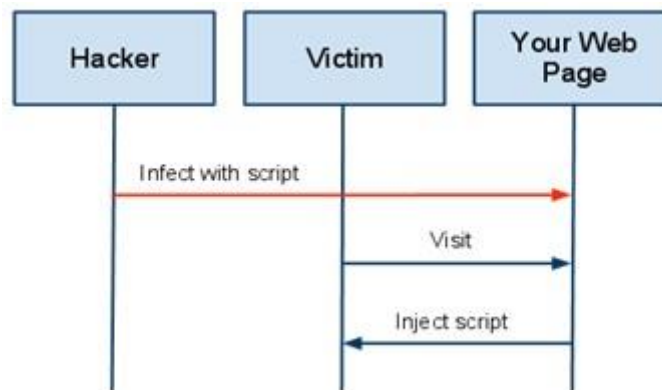 Hacker
Victim
Your Web
Page
Infect with script
Visit
Inject script